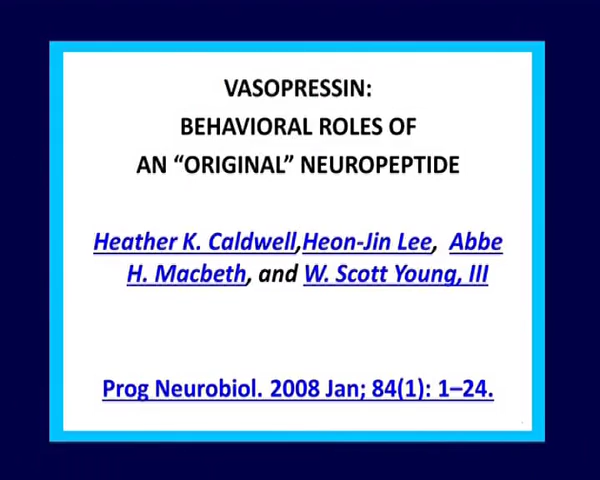 VASOPRESSIN:
BEHAVIORAL ROLES OF
AN “ORIGINAL” NEUROPEPTIDE
Heather K. Caldwell,Heon-Jin Lee, Abbe
H. Macbeth, and W. Scott Young, III
Prog Neurobiol. 2008 Jan; 84(1): 1–24.